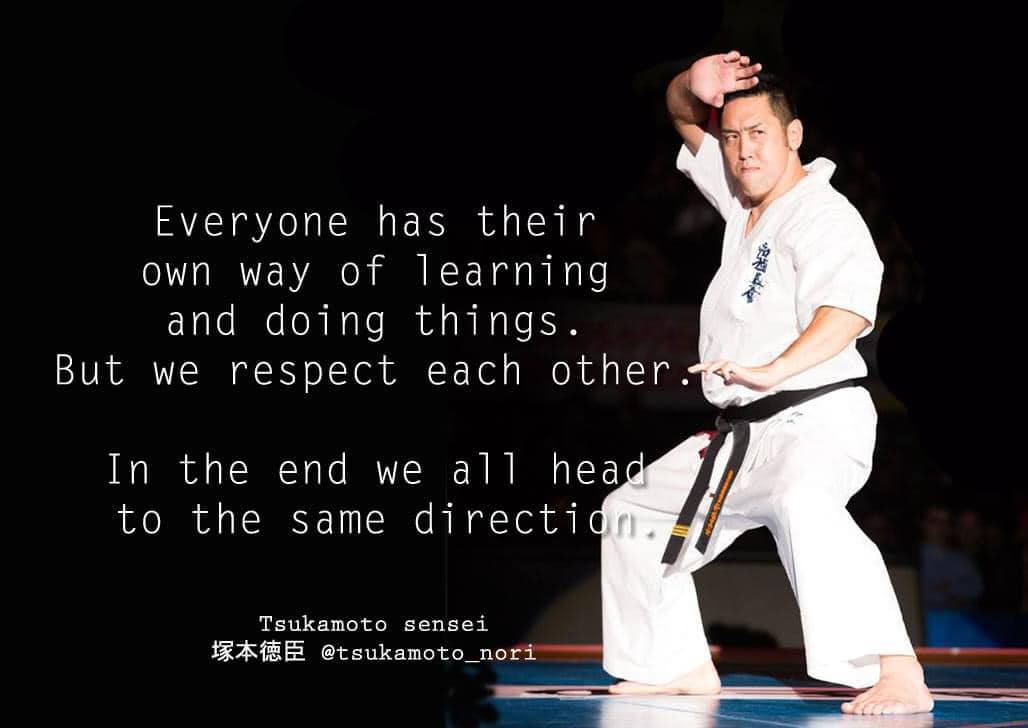 Everyone has their
own way of learning
and doing things.
But we respect each other.
In the end we all head
to the same direction.
Tsukamoto sensei
塚本徳臣 @tsukamoto_nori